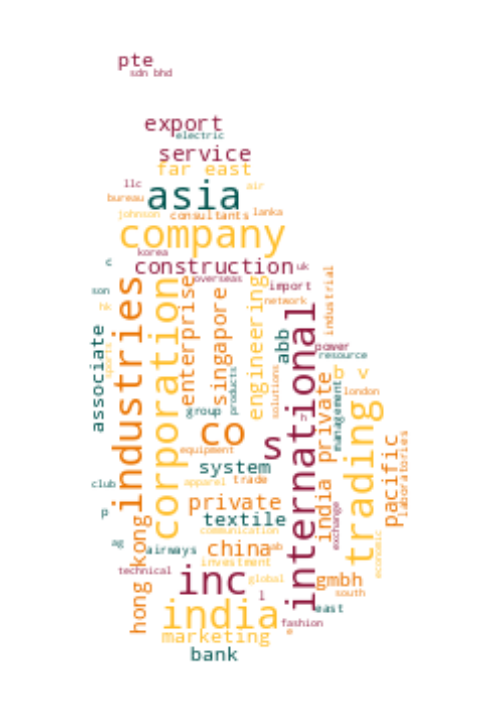 pte
sdn bhd
export
electric
service
far east
llc
asia
air
bureau
johnson
consultants
lanka
company
korea
c
construction
uk
overseas
son
industries
corporation
enterprise
singapore
engineering
import
network
industrial
hk
associate
sports
products
solutions
abb
international
power
resource
b v
london
management
india private
trading
pacific
laboratories
group
co
s
h
equipment
system
club
apparel
trade
private
p
textile
exchange
communication
ag
airways
china
ab
hong kong
investment
economic
technical
inc
global
l
gmbh
south
india
east
fashion
marketing
e
bank